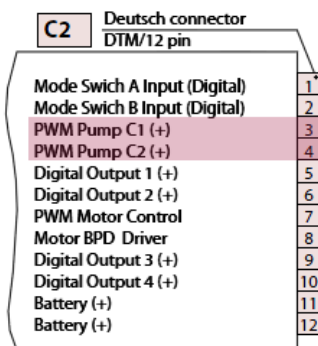 C2
Deutsch connector
DTM/12 pin
Mode Swich A Input (Digital) 1
Mode Swich B Input (Digital) 2
PWM Pump C1 (+) 3
PWM Pump C2 (+) 4
Digital Output 1 (+) 5
Digital Output 2 (+) 6
PWM Motor Control 7
Motor BPD Driver 8
Digital Output 3 (+) 9
Digital Output 4 (+) 10
Battery (+) 11
Battery (+) 12